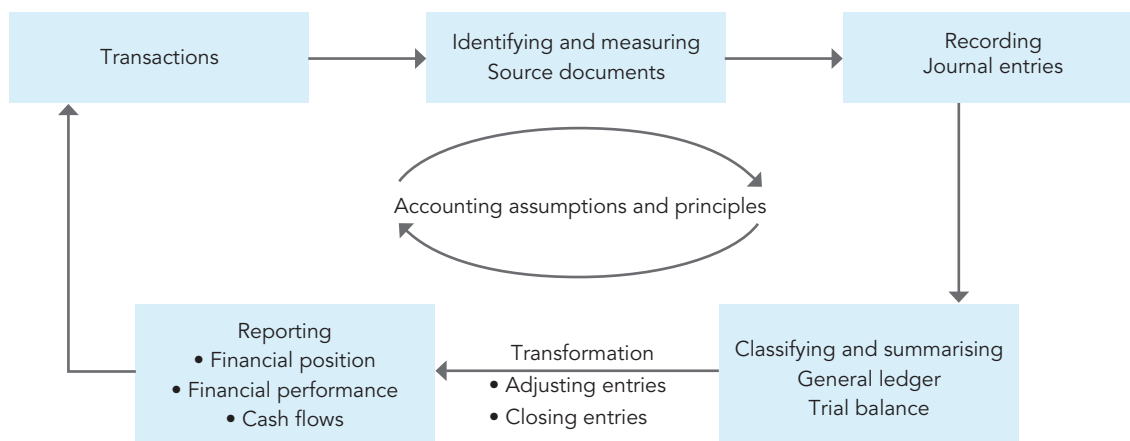 Transactions
Identifying and measuring
Source documents
Recording
Journal entries
Accounting assumptions and principles
Reporting
• Financial position
• Financial performance
• Cash flows
Transformation
• Adjusting entries
• Closing entries
Classifying and summarising
General ledger
Trial balance